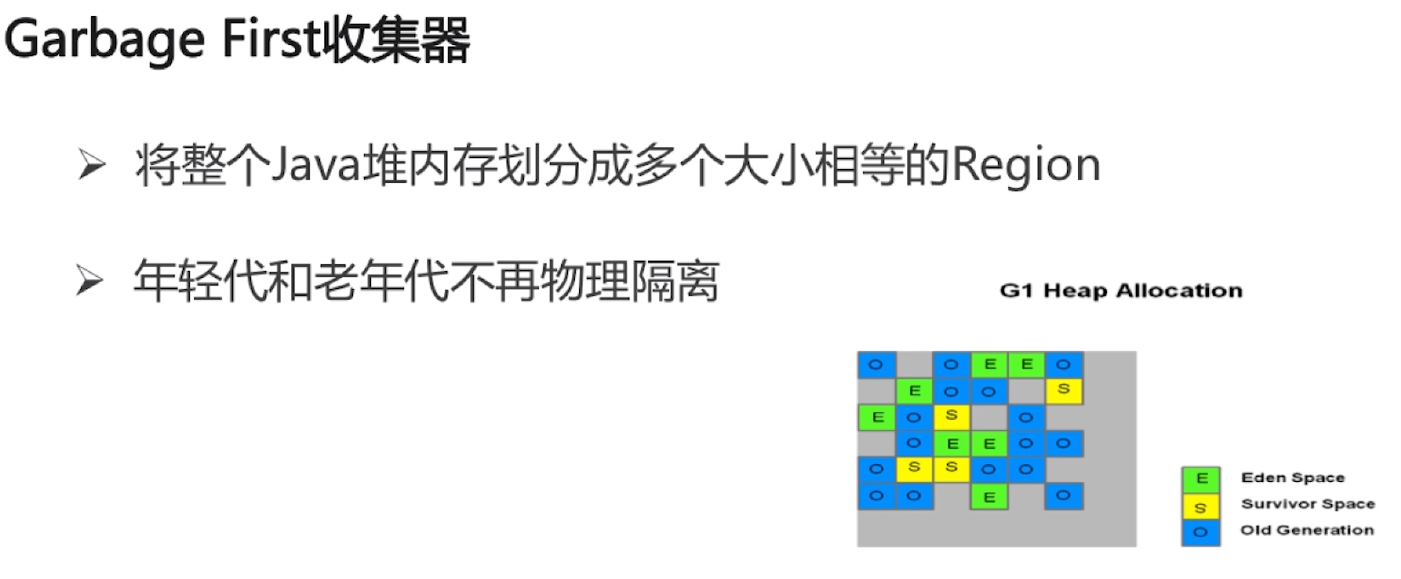 Garbage First收集器
➢ 将整个Java堆内存划分成多个大小相等的Region
➢ 年轻代和老年代不再物理隔离
G1 Heap Allocation
O O E E O
E O O S
E O S O
O E E O O
O S S O O
O O E O
E Eden Space
S Survivor Space
O Old Generation